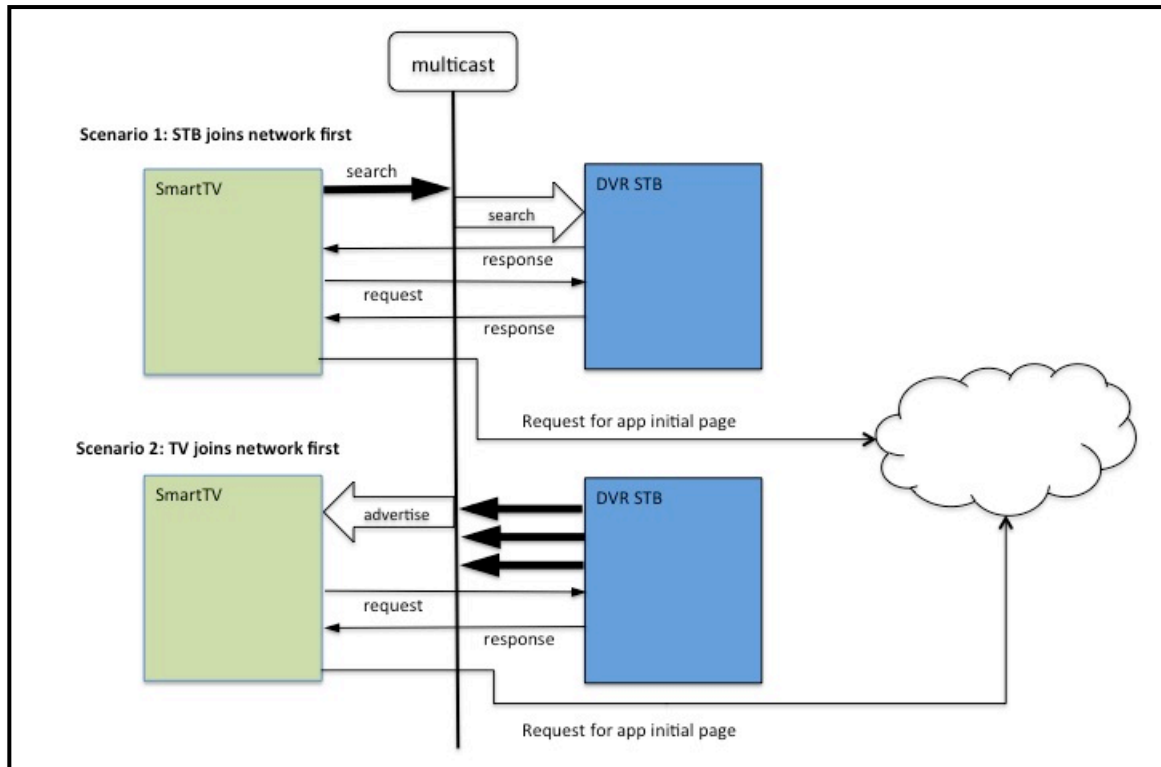 multicast
Scenario 1: STB joins network first
SmartTV
search
DVR STB
search
response
request
response
Request for app initial page
Scenario 2: TV joins network first
SmartTV
advertise
DVR STB
request
response
Request for app initial page